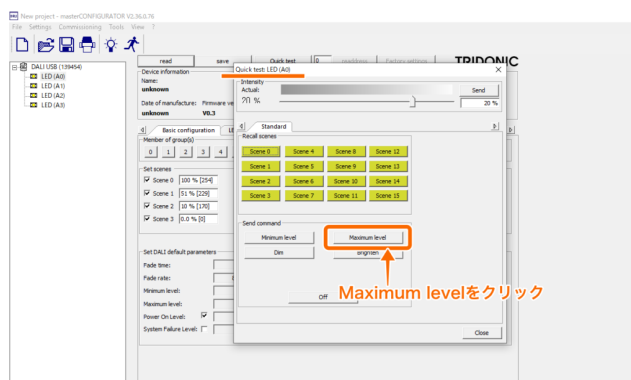 New project - masterCONFIGURATOR V2.36.0.76
File Settings Commissioning Tools View ?
DALI USB (139454)
LED (A0)
LED (A1)
LED (A2)
LED (A3)
read save Quick test 0 Factory settings TRIDONIC
Device information
Name:
unknown
Date of manufacture: Firmware ve
unknown V0.3
Basic configuration LE
Member of group(s)
0 1 2 3 4
Set scenes
Scene 0 100 % [254]
Scene 1 51 % [229]
Scene 2 10 % [170]
Scene 3 0.0 % [0]
Set DALI default parameters
Fade time:
Fade rate:
Minimum level:
Maximum level:
Power On Level:
System Failure Level:
Quick test: LED (A0)
Intensity
Actual: Send
20 % 20 %
Standard
Recall scenes
Scene 0 Scene 4 Scene 8 Scene 12
Scene 1 Scene 5 Scene 9 Scene 13
Scene 2 Scene 6 Scene 10 Scene 14
Scene 3 Scene 7 Scene 11 Scene 15
Send command
Minimum level Maximum level
Dim Brighten
Off
Maximum levelをクリック
Close